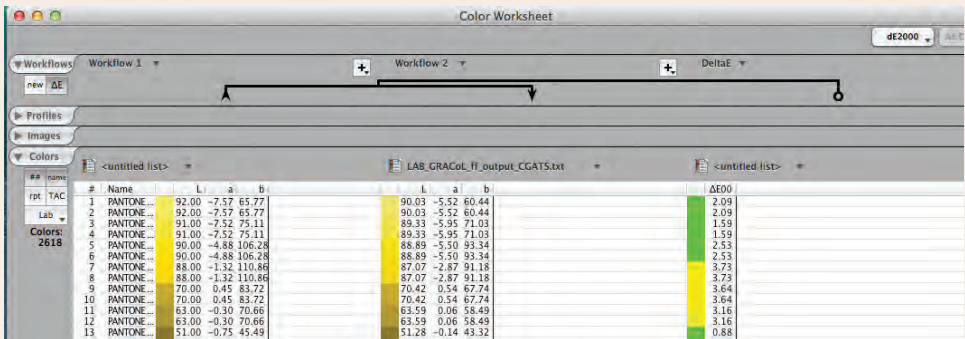 Color Worksheet
dE2000
Workflows Workflow 1 + Workflow 2 + DeltaE
new ΔE
Profiles
Images
Colors <untitled list> LAB_GRACoL_ff_output_CGATS.txt <untitled list>
## name
rpt TAC
Lab
Colors:
2618
# Name L a b L a b ΔE00
1 PANTONE... 92.00 -7.57 65.77 90.03 -5.52 60.44 2.09
2 PANTONE... 92.00 -7.57 65.77 90.03 -5.52 60.44 2.09
3 PANTONE... 91.00 -7.52 75.11 89.33 -5.95 71.03 1.59
4 PANTONE... 91.00 -7.52 75.11 89.33 -5.95 71.03 1.59
5 PANTONE... 90.00 -4.88 106.28 88.89 -5.50 93.34 2.53
6 PANTONE... 90.00 -4.88 106.28 88.89 -5.50 93.34 2.53
7 PANTONE... 88.00 -1.32 110.86 87.07 -2.87 91.18 3.73
8 PANTONE... 88.00 -1.32 110.86 87.07 -2.87 91.18 3.73
9 PANTONE... 70.00 0.45 83.72 70.42 0.54 67.74 3.64
10 PANTONE... 70.00 0.45 83.72 70.42 0.54 67.74 3.64
11 PANTONE... 63.00 -0.30 70.66 63.59 0.06 58.49 3.16
12 PANTONE... 63.00 -0.30 70.66 63.59 0.06 58.49 3.16
13 PANTONE... 51.00 -0.75 45.49 51.28 -0.14 43.32 0.88